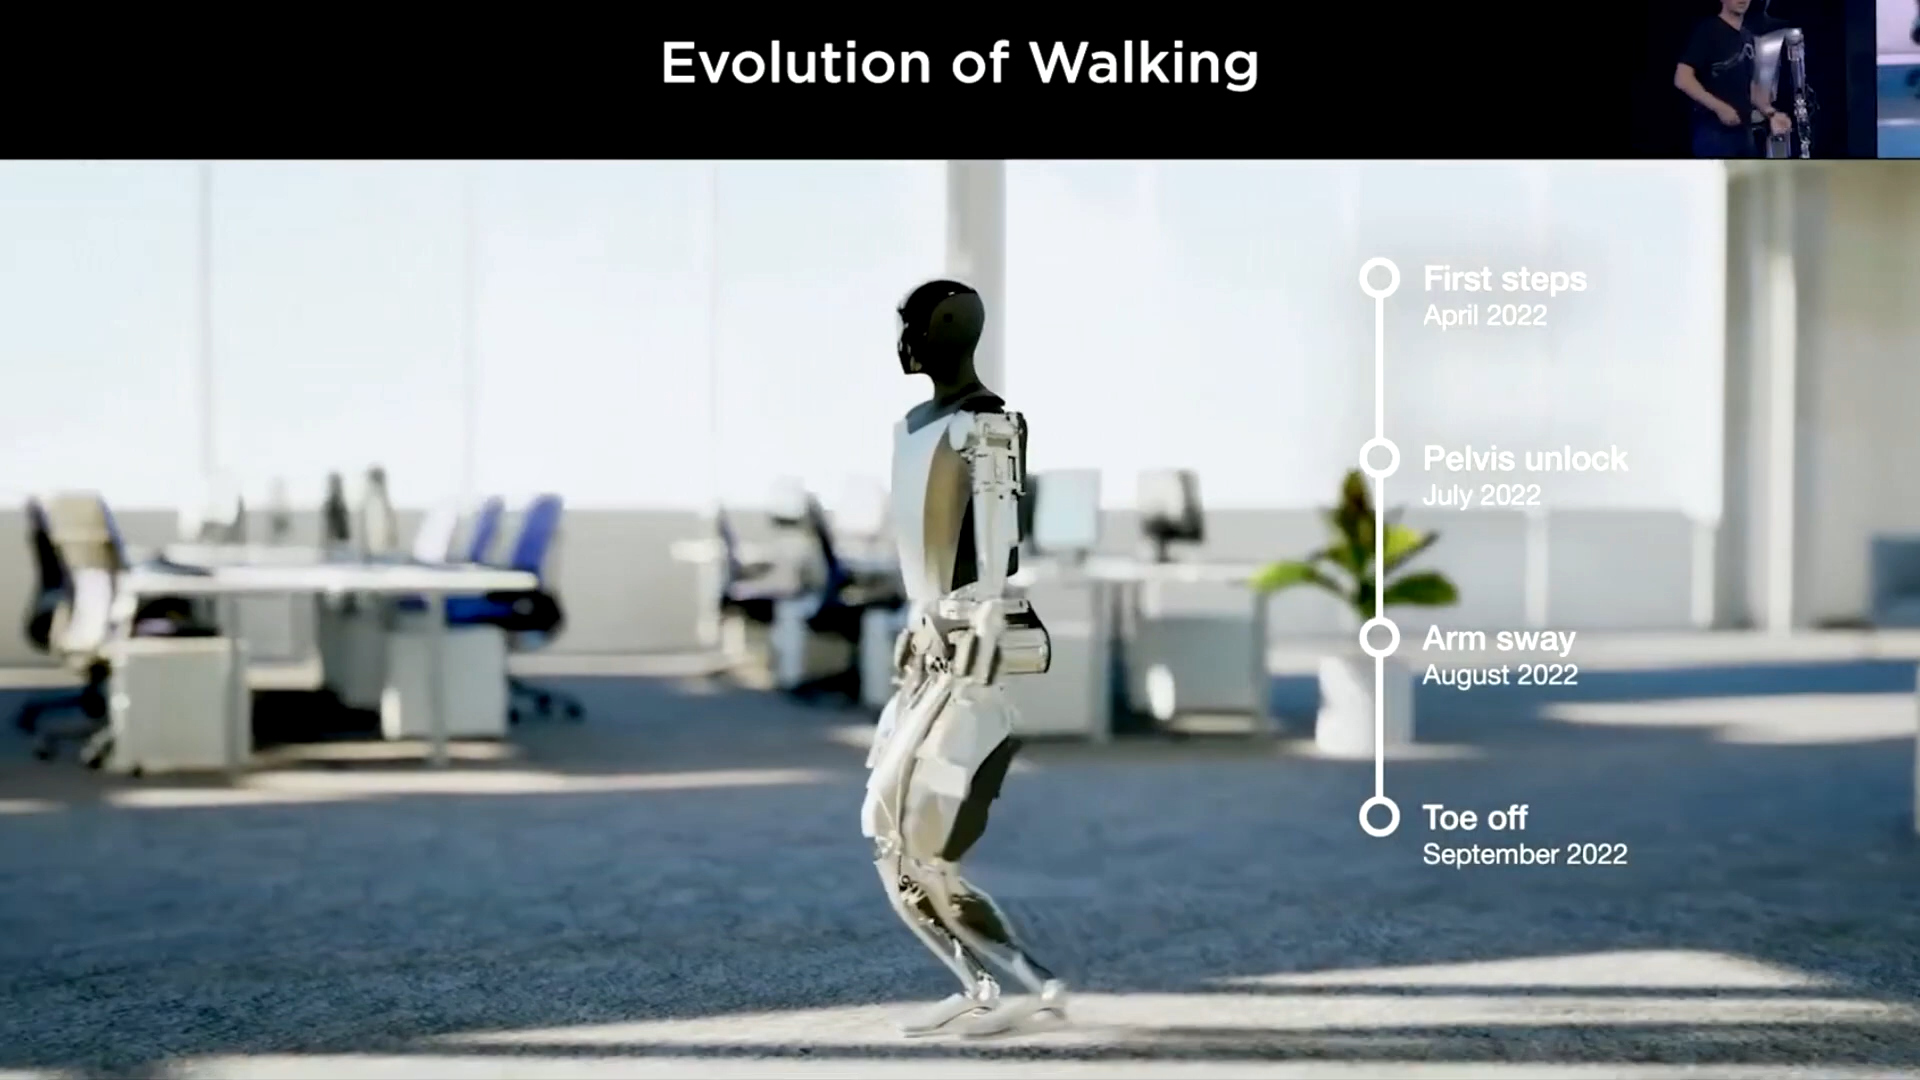 Evolution of Walking
First steps
April 2022
Pelvis unlock
July 2022
Arm sway
August 2022
Toe off
September 2022